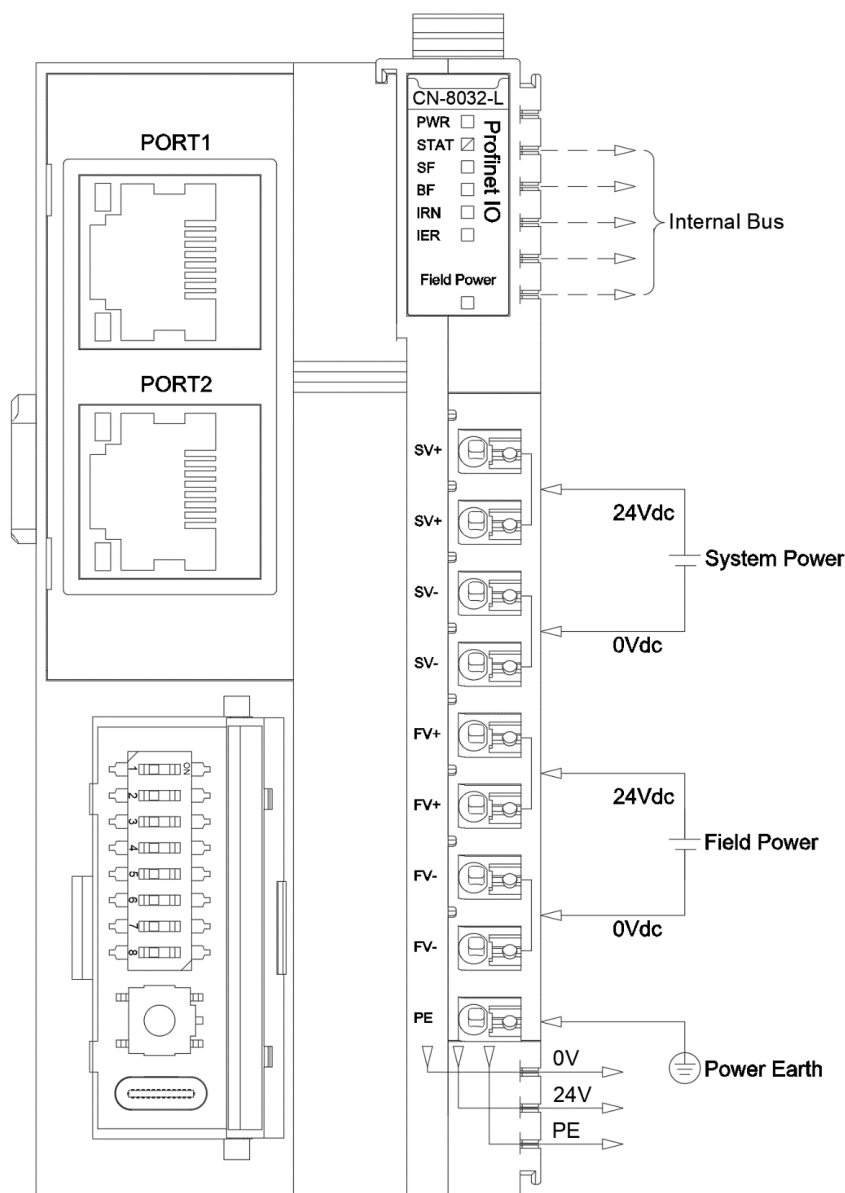 CN-8032-L
PWR
STAT
SF
BF
IRN
IER
Profinet IO
Field Power
PORT1
PORT2
Internal Bus
SV+
SV+
SV-
SV-
FV+
FV+
FV-
FV-
PE
24Vdc
System Power
0Vdc
24Vdc
Field Power
0Vdc
Power Earth
0V
24V
PE
ON
1
2
3
4
5
6
7
8